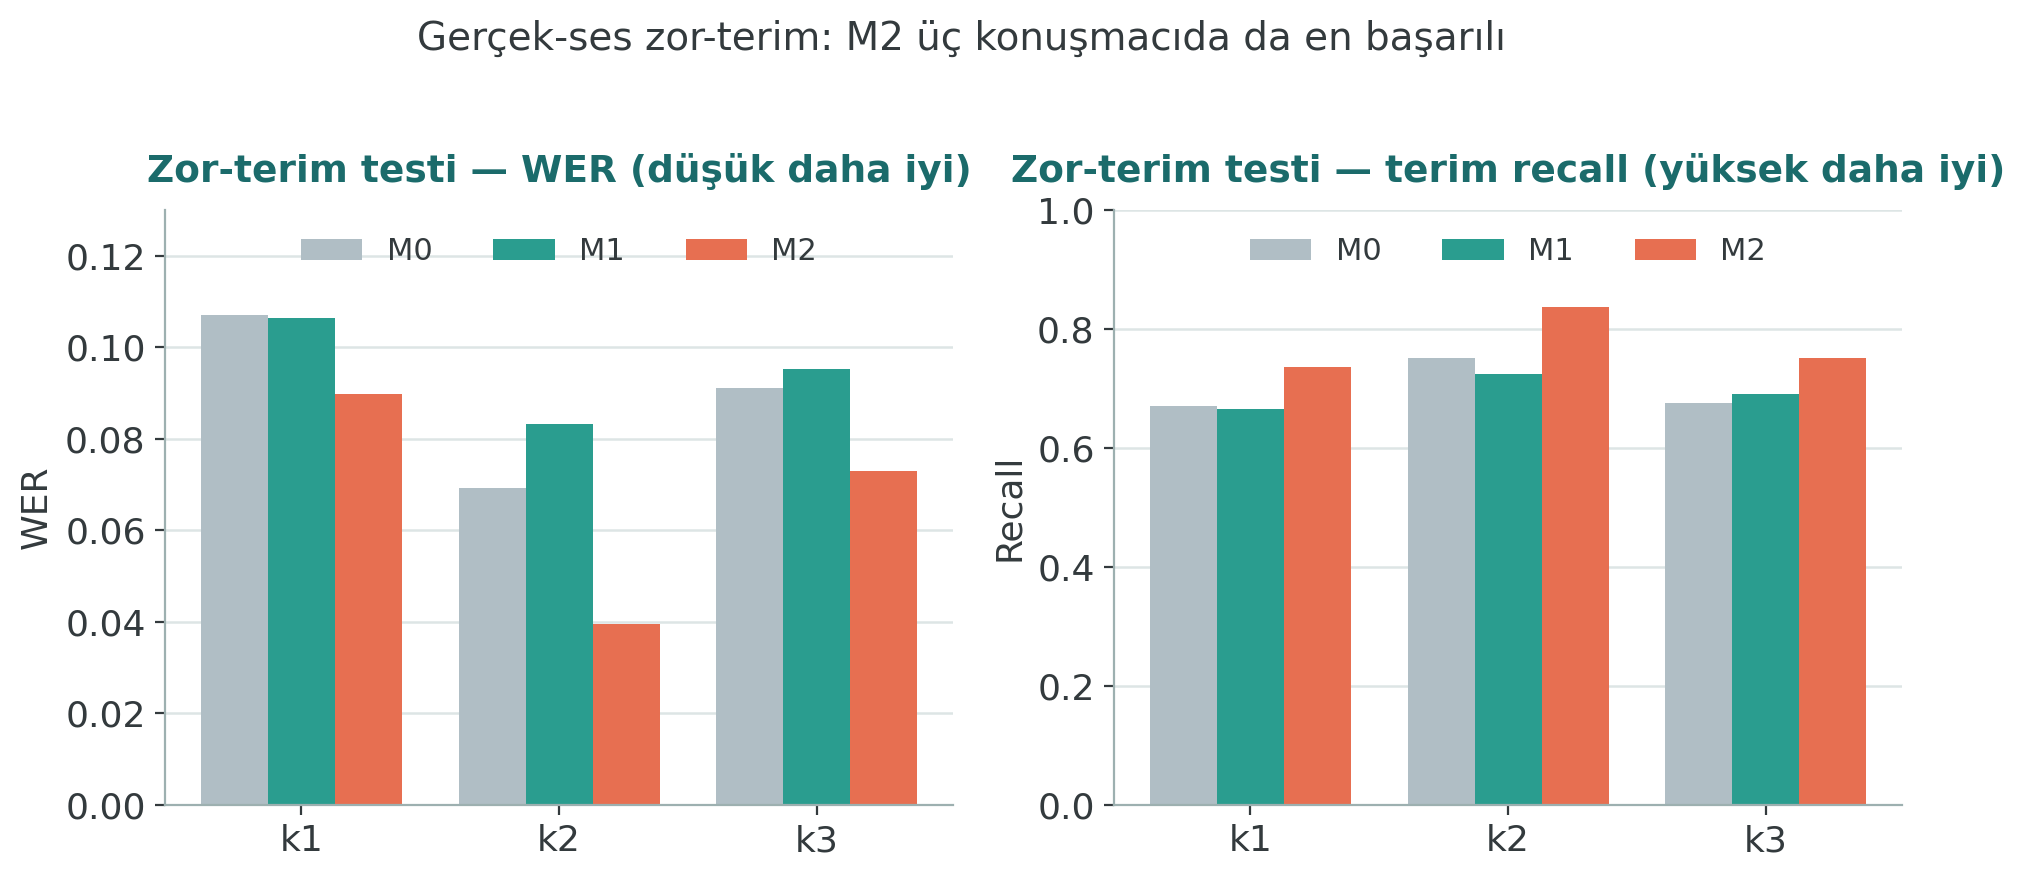 Gerçek-ses zor-terim: M2 üç konuşmacıda da en başarılı
Zor-terim testi — WER (düşük daha iyi)
M0 M1 M2
0.12
0.10
0.08
0.06
0.04
0.02
0.00
WER
k1 k2 k3
Zor-terim testi — terim recall (yüksek daha iyi)
M0 M1 M2
1.0
0.8
0.6
0.4
0.2
0.0
Recall
k1 k2 k3